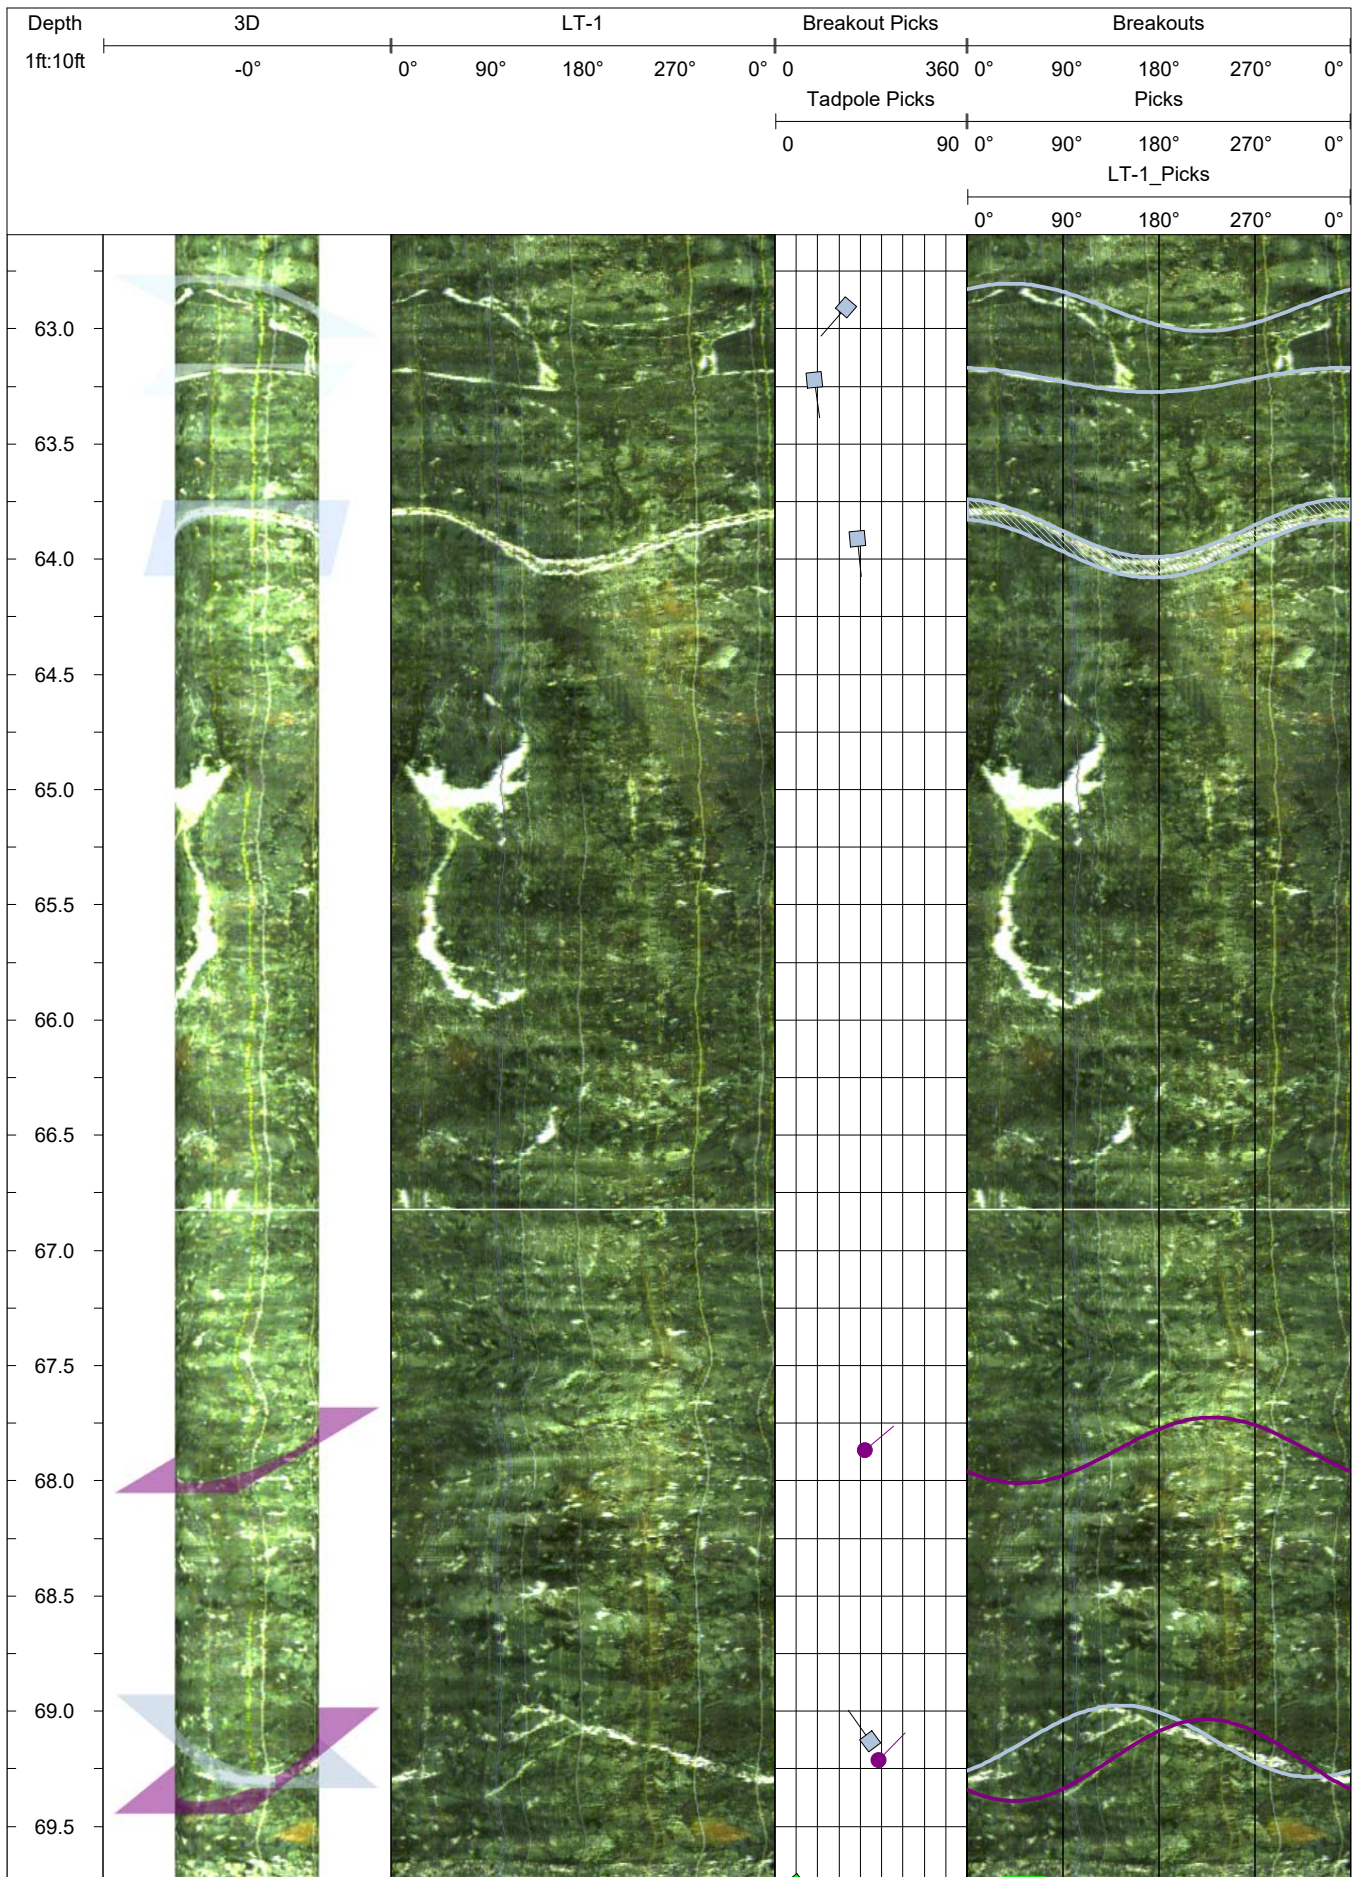 Depth 3D LT-1 Breakout Picks Breakouts
1ft:10ft -0° 0° 90° 180° 270° 0° 0 360 0° 90° 180° 270° 0°
Tadpole Picks Picks
0 90 0° 90° 180° 270° 0°
LT-1_Picks
0° 90° 180° 270° 0°
63.0
63.5
64.0
64.5
65.0
65.5
66.0
66.5
67.0
67.5
68.0
68.5
69.0
69.5